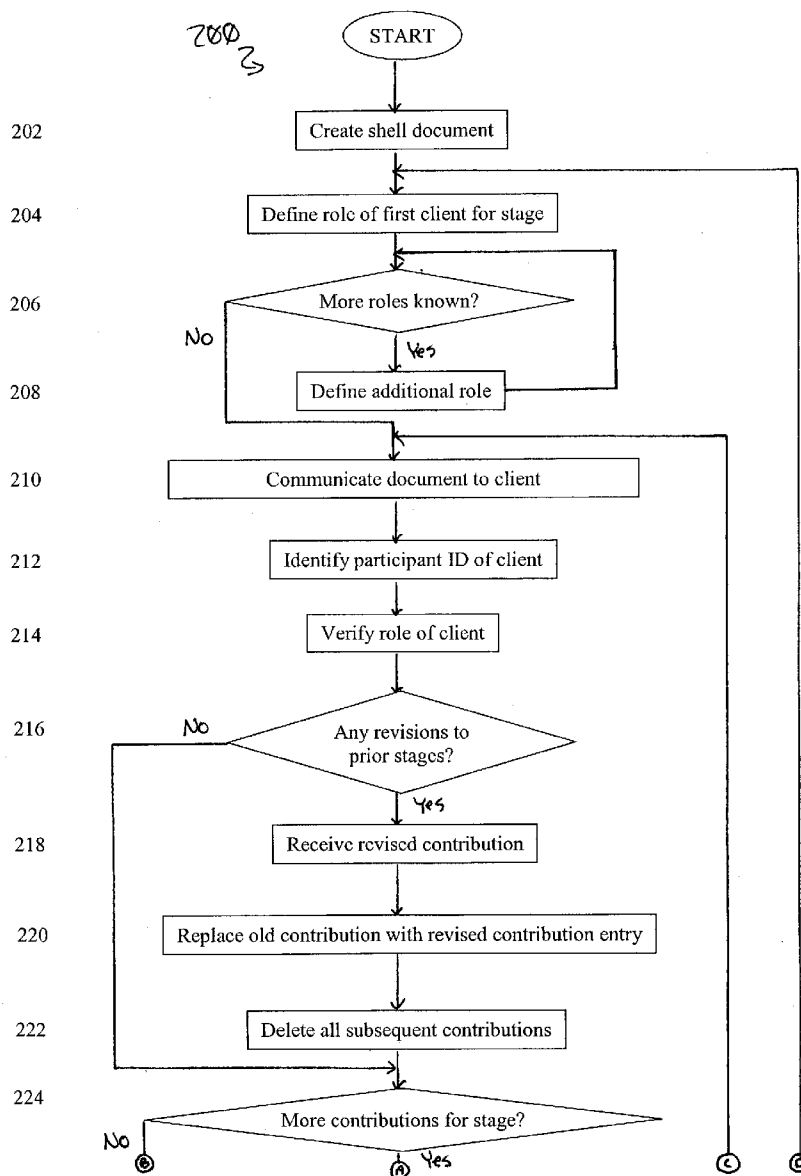 200
START
202
Create shell document
204
Define role of first client for stage
206
More roles known?
No
Yes
208
Define additional role
210
Communicate document to client
212
Identify participant ID of client
214
Verify role of client
216
No
Any revisions to
prior stages?
Yes
218
Receive revised contribution
220
Replace old contribution with revised contribution entry
222
Delete all subsequent contributions
224
More contributions for stage?
No
Yes
B
A
C
D